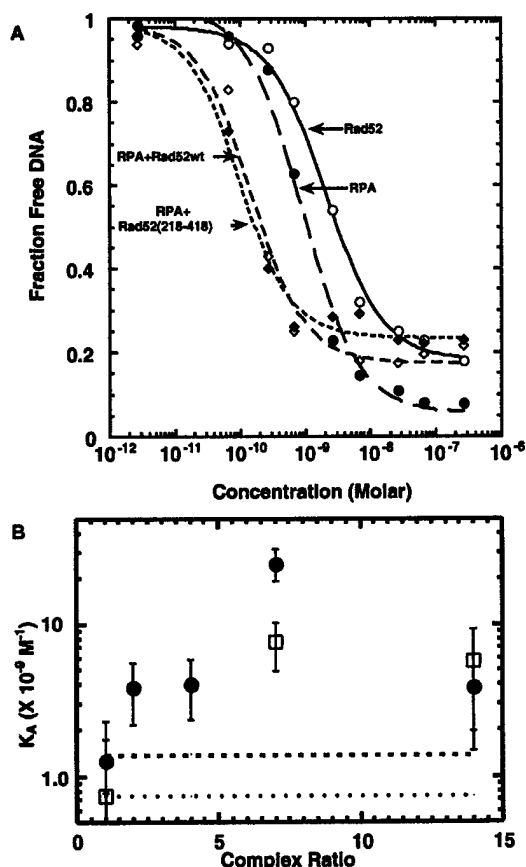 A
Fraction Free DNA
1
0.8
0.6
0.4
0.2
0
Rad52
RPA+Rad52wt
RPA
RPA+
Rad52(218-418)
10-12 10-11 10-10 10-9 10-8 10-7 10-6
Concentration (Molar)
B
KA (X 10-9 M-1)
10
1.0
0 5 10 15
Complex Ratio